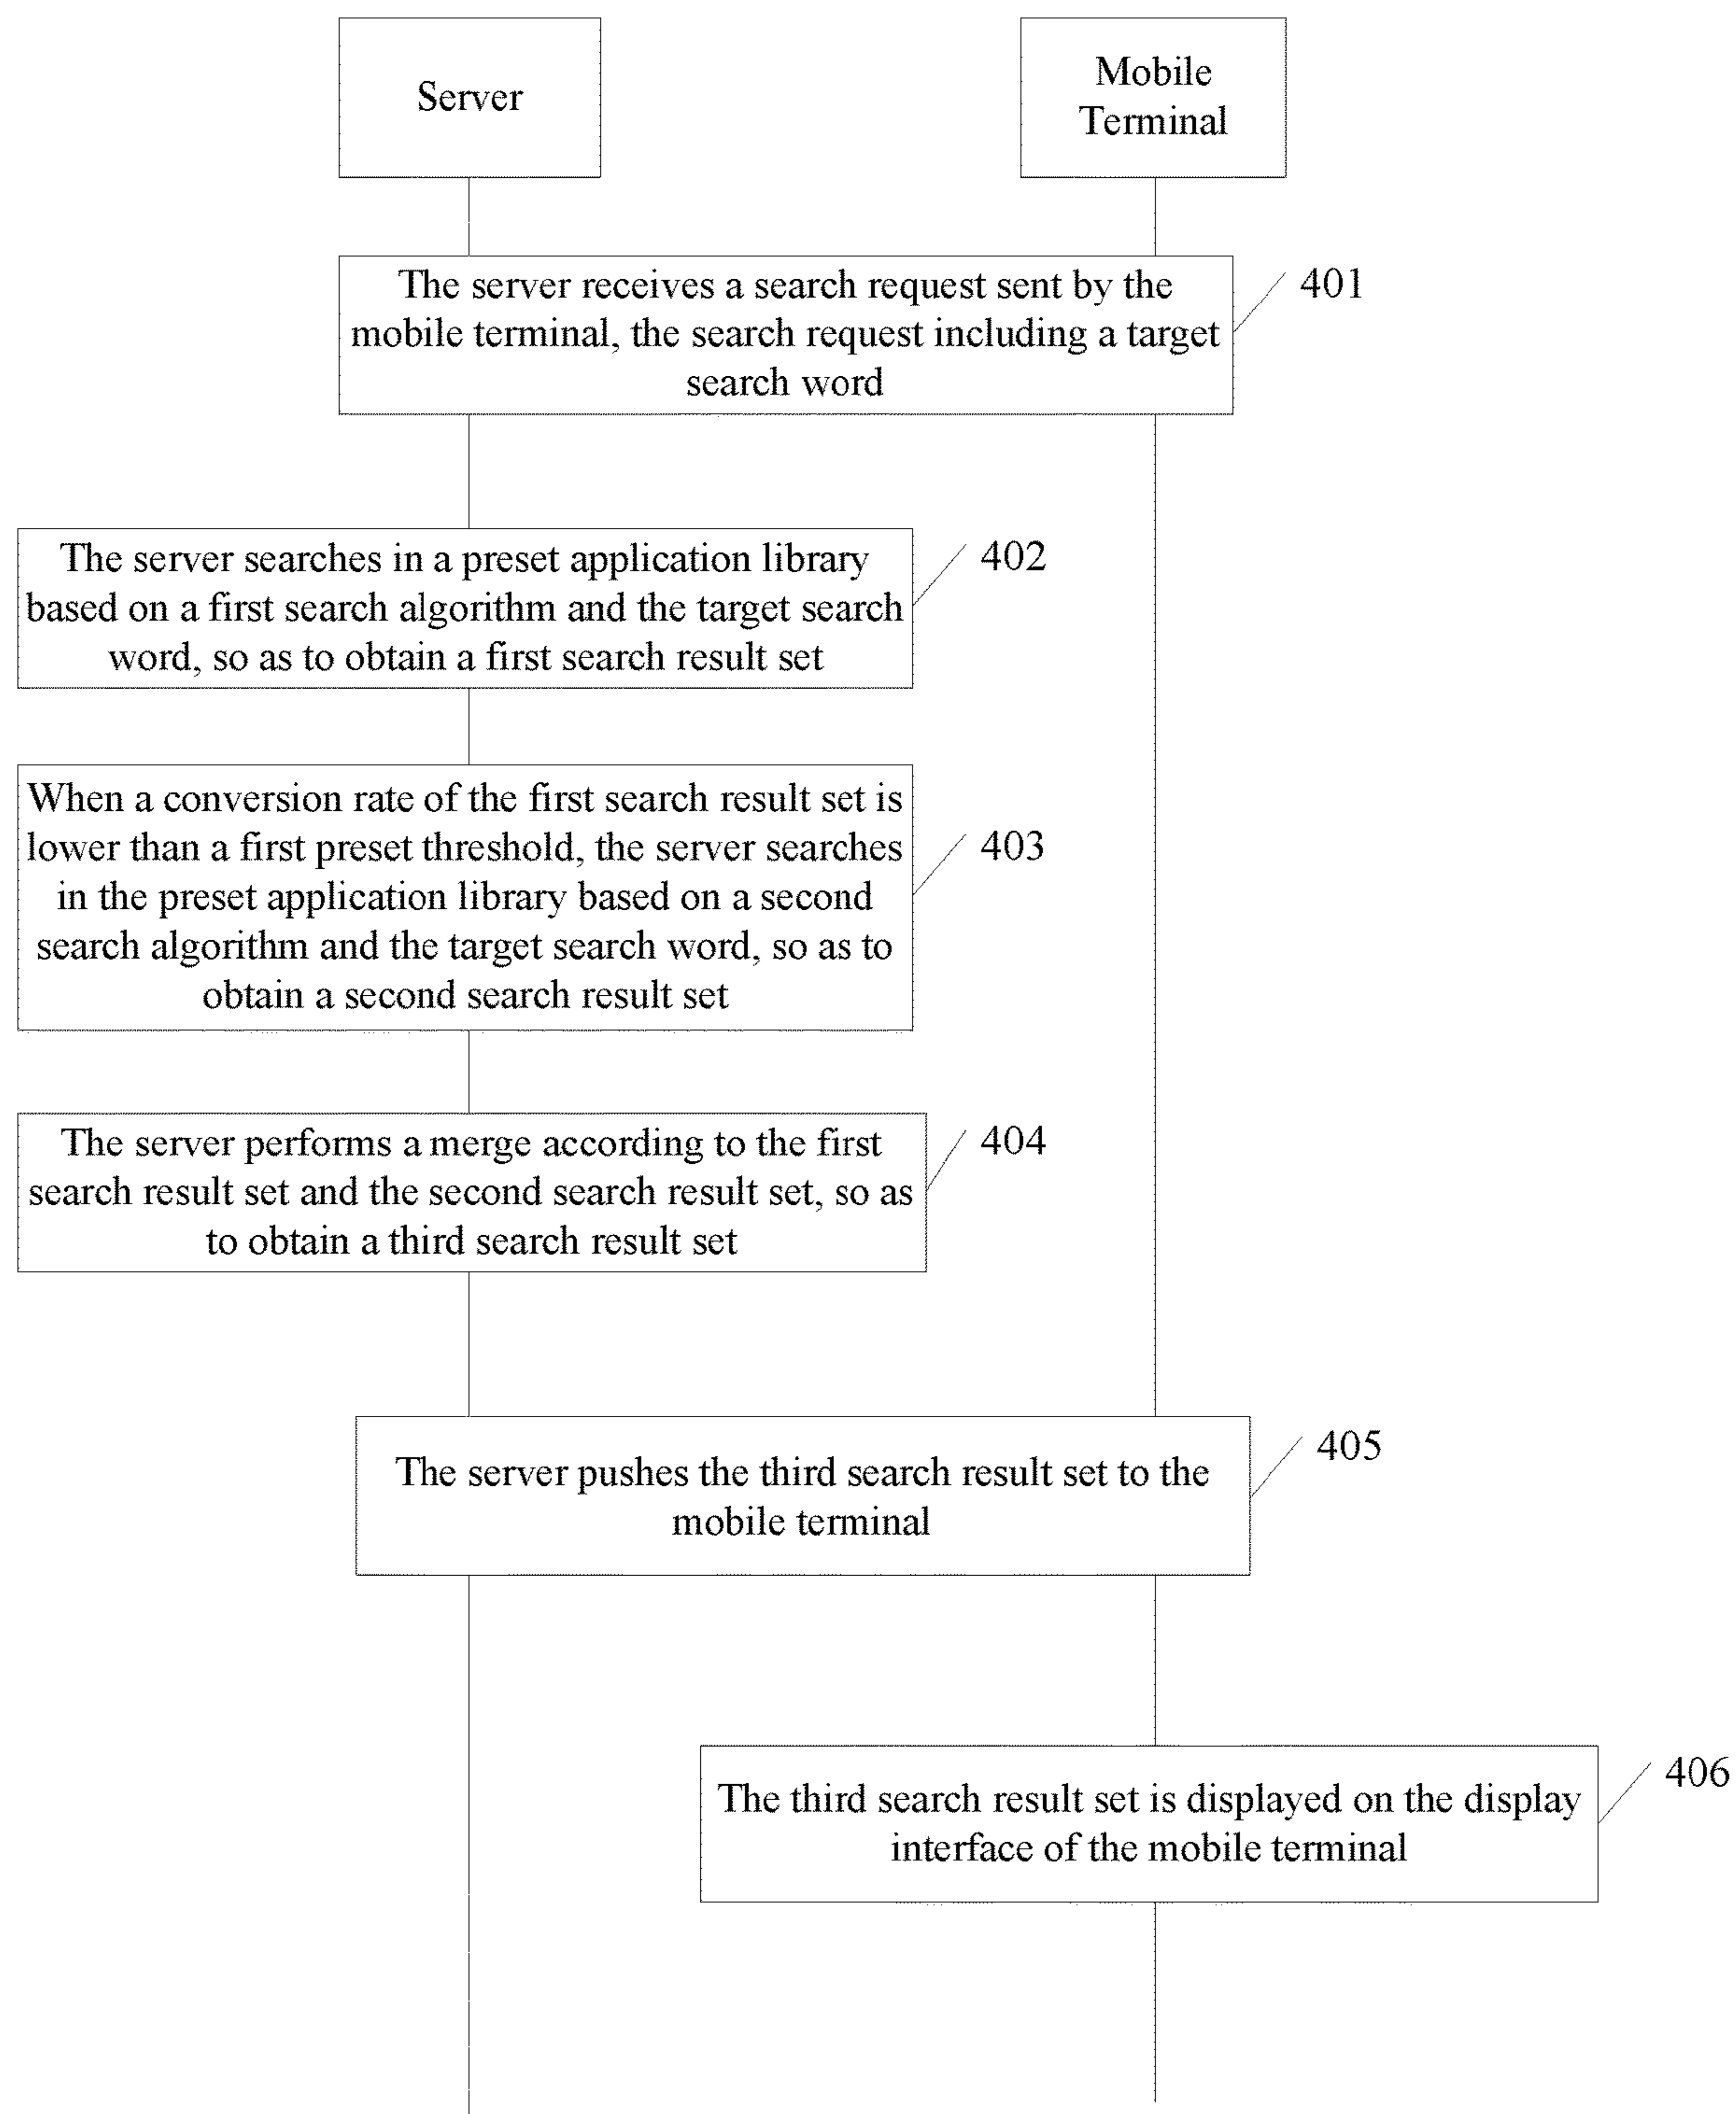 Server
Mobile
Terminal
The server receives a search request sent by the
mobile terminal, the search request including a target
search word
401
The server searches in a preset application library
based on a first search algorithm and the target search
word, so as to obtain a first search result set
402
When a conversion rate of the first search result set is
lower than a first preset threshold, the server searches
in the preset application library based on a second
search algorithm and the target search word, so as to
obtain a second search result set
403
The server performs a merge according to the first
search result set and the second search result set, so as
to obtain a third search result set
404
The server pushes the third search result set to the
mobile terminal
405
The third search result set is displayed on the display
interface of the mobile terminal
406